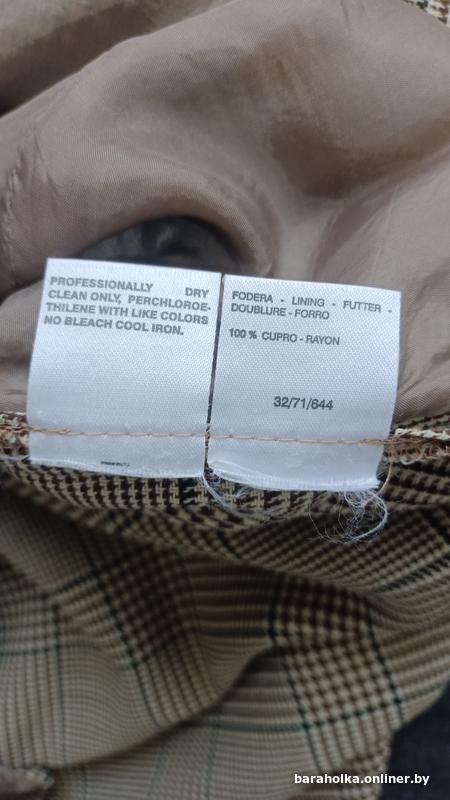 PROFESSIONALLY DRY
CLEAN ONLY, PERCHLOROE-
THILENE WITH LIKE COLORS
NO BLEACH COOL IRON.
FODERA - LINING - FUTTER -
DOUBLURE - FORRO
100 % CUPRO - RAYON
32/71/644
baraholka.onliner.by